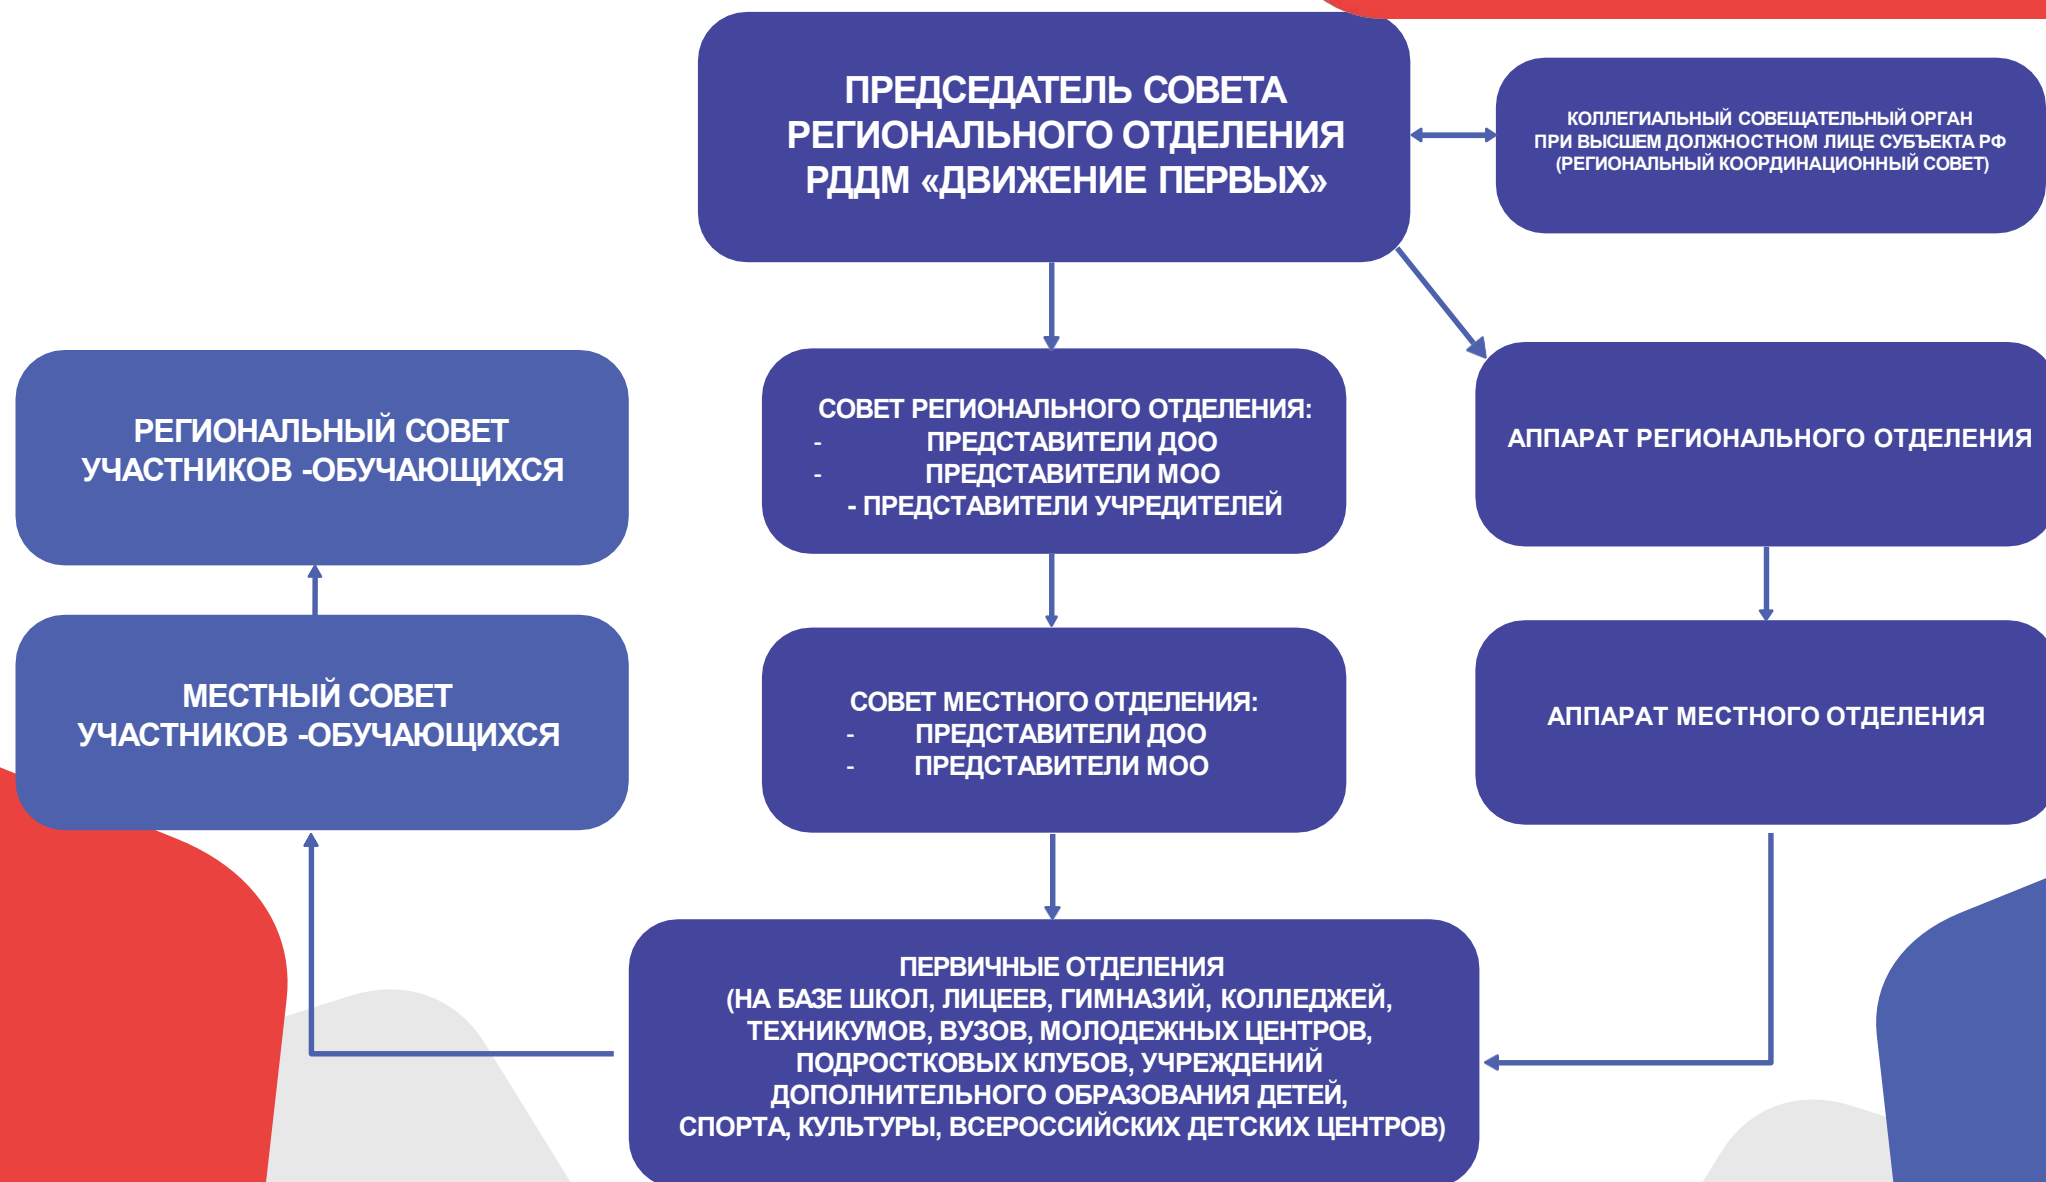 ПРЕДСЕДАТЕЛЬ СОВЕТА
РЕГИОНАЛЬНОГО ОТДЕЛЕНИЯ
РДДМ «ДВИЖЕНИЕ ПЕРВЫХ»
КОЛЛЕГИАЛЬНЫЙ СОВЕЩАТЕЛЬНЫЙ ОРГАН
ПРИ ВЫСШЕМ ДОЛЖНОСТНОМ ЛИЦЕ СУБЪЕКТА РФ
(РЕГИОНАЛЬНЫЙ КООРДИНАЦИОННЫЙ СОВЕТ)
РЕГИОНАЛЬНЫЙ СОВЕТ
УЧАСТНИКОВ -ОБУЧАЮЩИХСЯ
СОВЕТ РЕГИОНАЛЬНОГО ОТДЕЛЕНИЯ:
- ПРЕДСТАВИТЕЛИ ДОО
- ПРЕДСТАВИТЕЛИ МОО
- ПРЕДСТАВИТЕЛИ УЧРЕДИТЕЛЕЙ
АППАРАТ РЕГИОНАЛЬНОГО ОТДЕЛЕНИЯ
МЕСТНЫЙ СОВЕТ
УЧАСТНИКОВ -ОБУЧАЮЩИХСЯ
СОВЕТ МЕСТНОГО ОТДЕЛЕНИЯ:
- ПРЕДСТАВИТЕЛИ ДОО
- ПРЕДСТАВИТЕЛИ МОО
АППАРАТ МЕСТНОГО ОТДЕЛЕНИЯ
ПЕРВИЧНЫЕ ОТДЕЛЕНИЯ
(НА БАЗЕ ШКОЛ, ЛИЦЕЕВ, ГИМНАЗИЙ, КОЛЛЕДЖЕЙ,
ТЕХНИКУМОВ, ВУЗОВ, МОЛОДЕЖНЫХ ЦЕНТРОВ,
ПОДРОСТКОВЫХ КЛУБОВ, УЧРЕЖДЕНИЙ
ДОПОЛНИТЕЛЬНОГО ОБРАЗОВАНИЯ ДЕТЕЙ,
СПОРТА, КУЛЬТУРЫ, ВСЕРОССИЙСКИХ ДЕТСКИХ ЦЕНТРОВ)